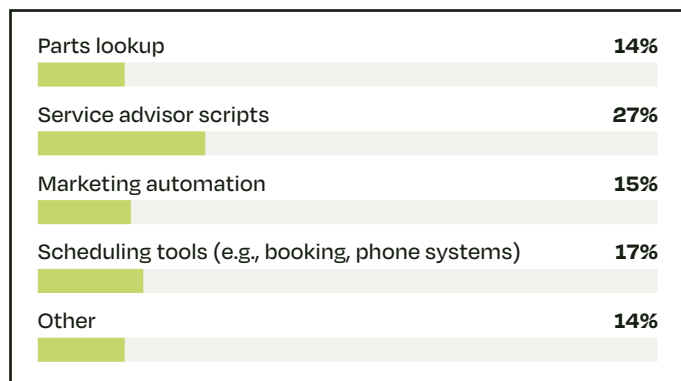 Parts lookup 14%
Service advisor scripts 27%
Marketing automation 15%
Scheduling tools (e.g., booking, phone systems) 17%
Other 14%